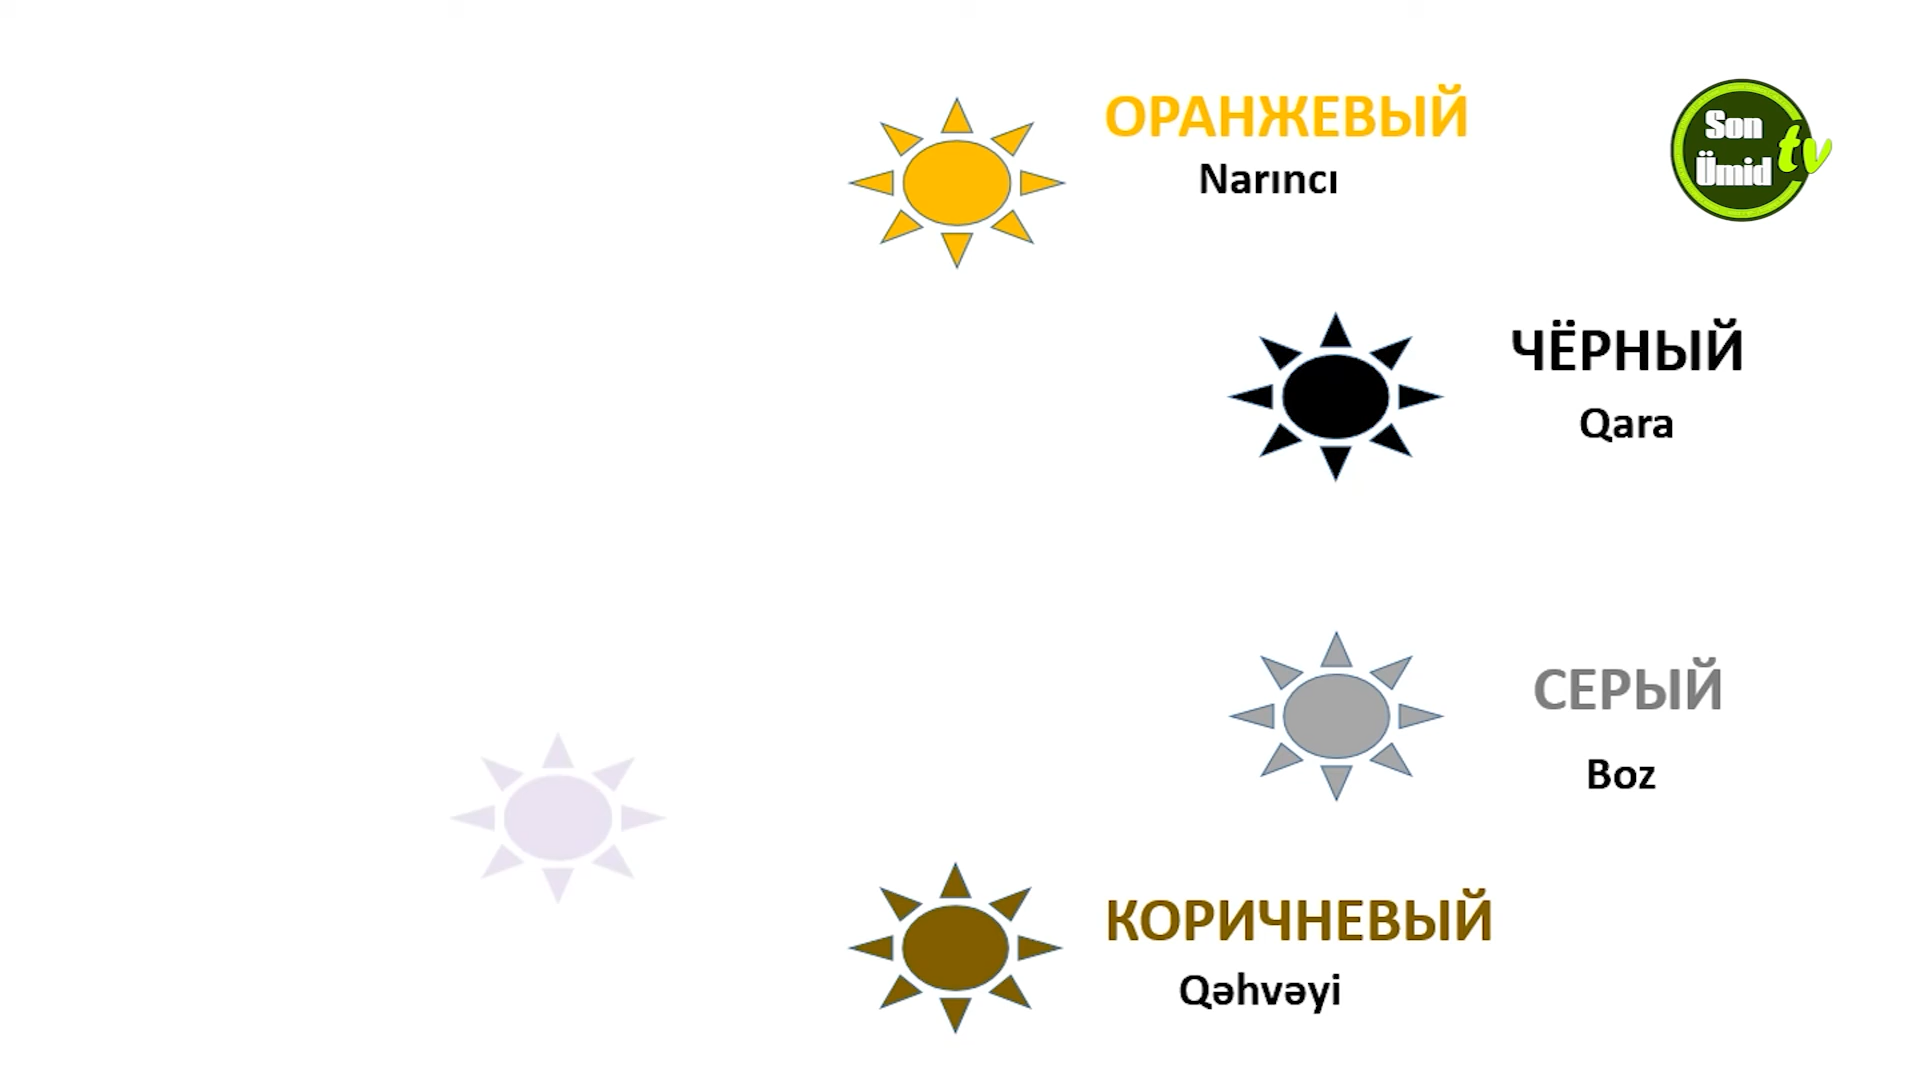 ОРАНЖЕВЫЙ
Narıncı
Son
Ümid tv
ЧЁРНЫЙ
Qara
СЕРЫЙ
Boz
КОРИЧНЕВЫЙ
Qəhvəyi